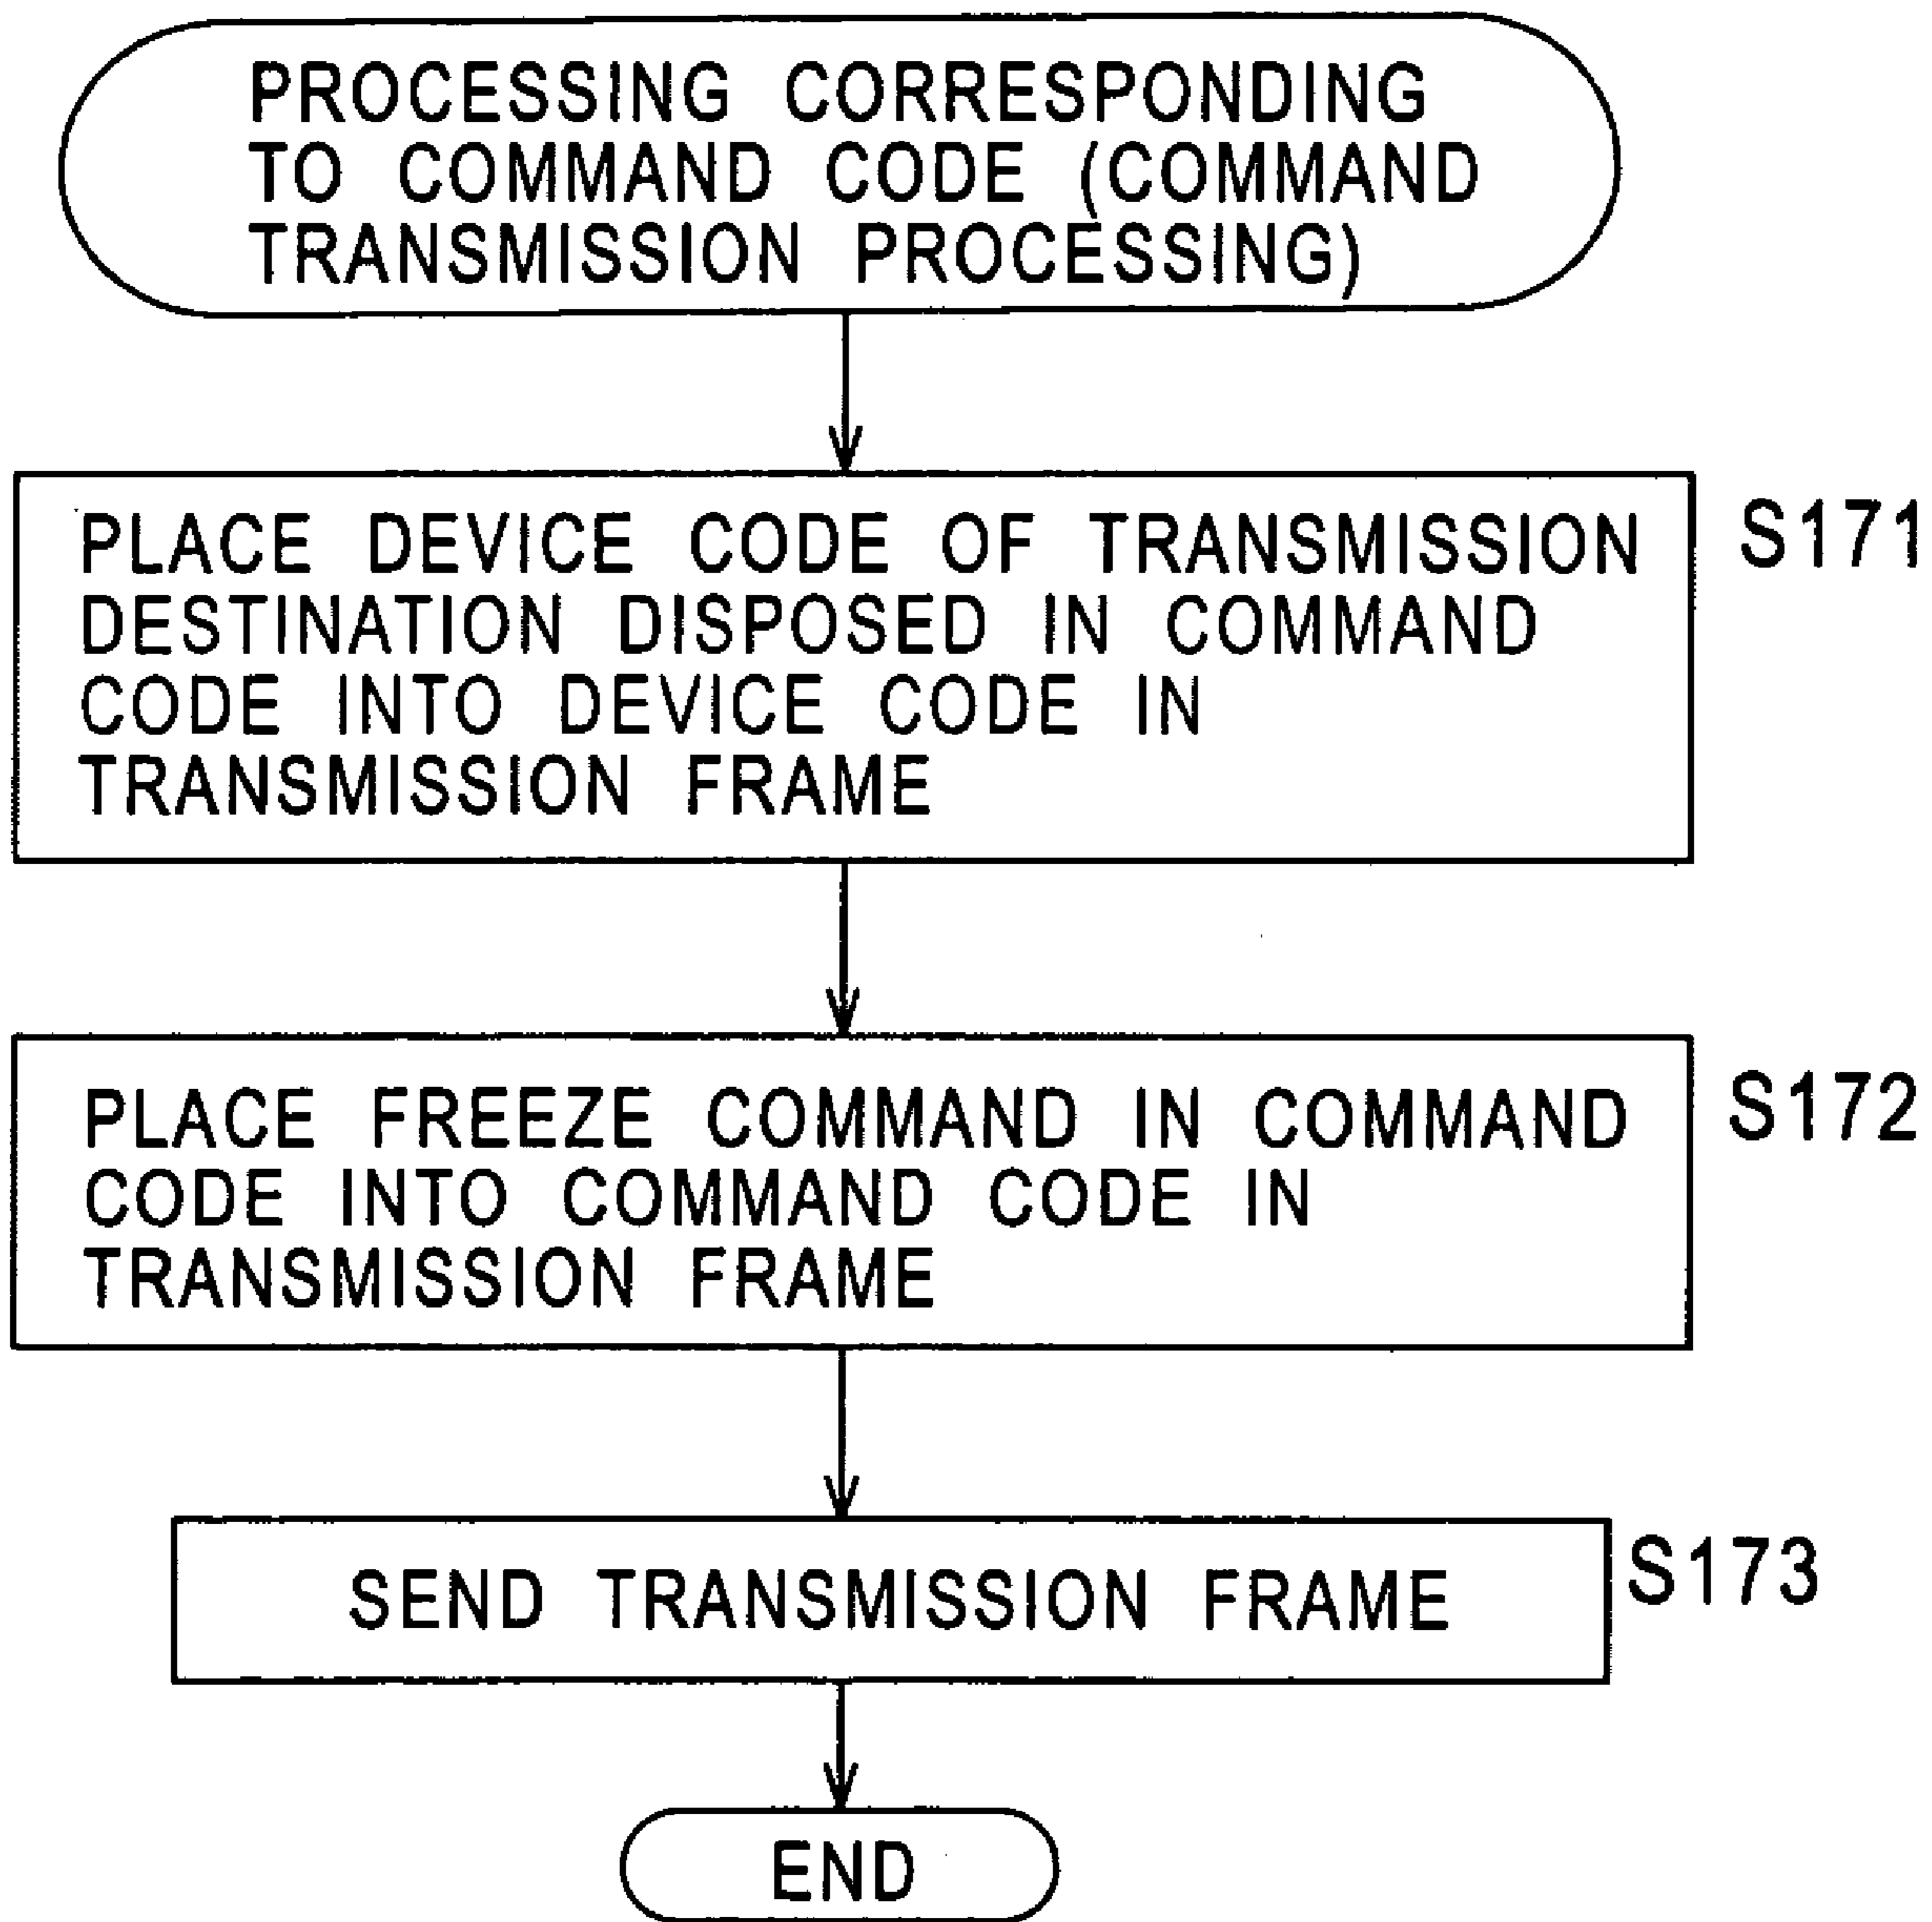 PROCESSING CORRESPONDING
TO COMMAND CODE (COMMAND
TRANSMISSION PROCESSING)
PLACE DEVICE CODE OF TRANSMISSION
DESTINATION DISPOSED IN COMMAND
CODE INTO DEVICE CODE IN
TRANSMISSION FRAME
S171
PLACE FREEZE COMMAND IN COMMAND
CODE INTO COMMAND CODE IN
TRANSMISSION FRAME
S172
SEND TRANSMISSION FRAME
S173
END